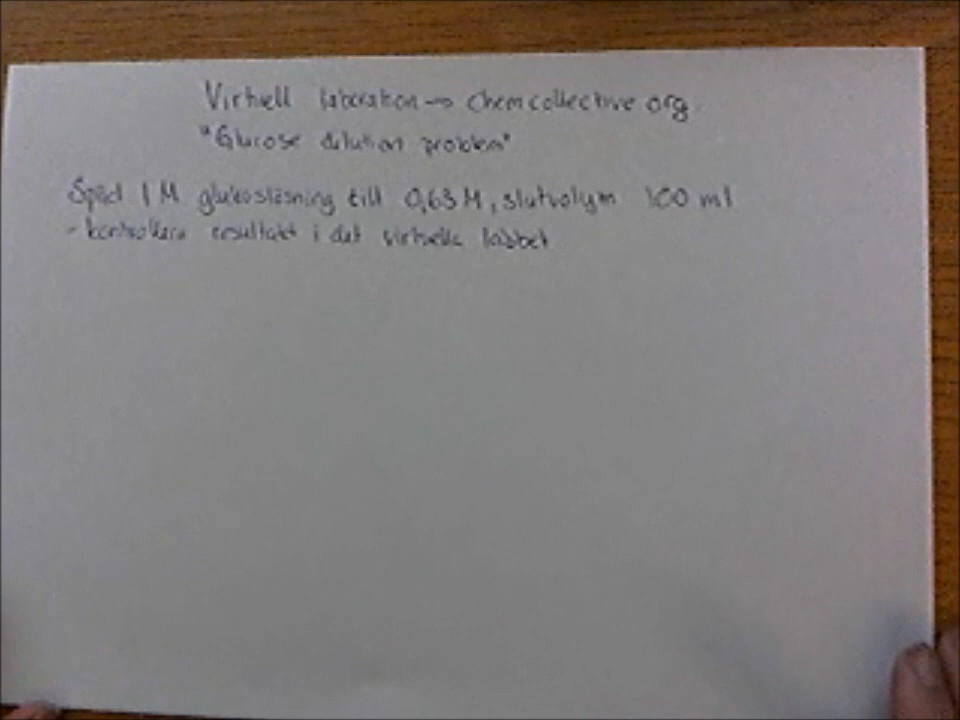 Virtuell laboration → chemcollective.org
"Glucose dilution problem"
Späd 1 M glukoslösning till 0,63 M, slutvolym 100 ml
- kontrollera resultatet i det virtuella labbet